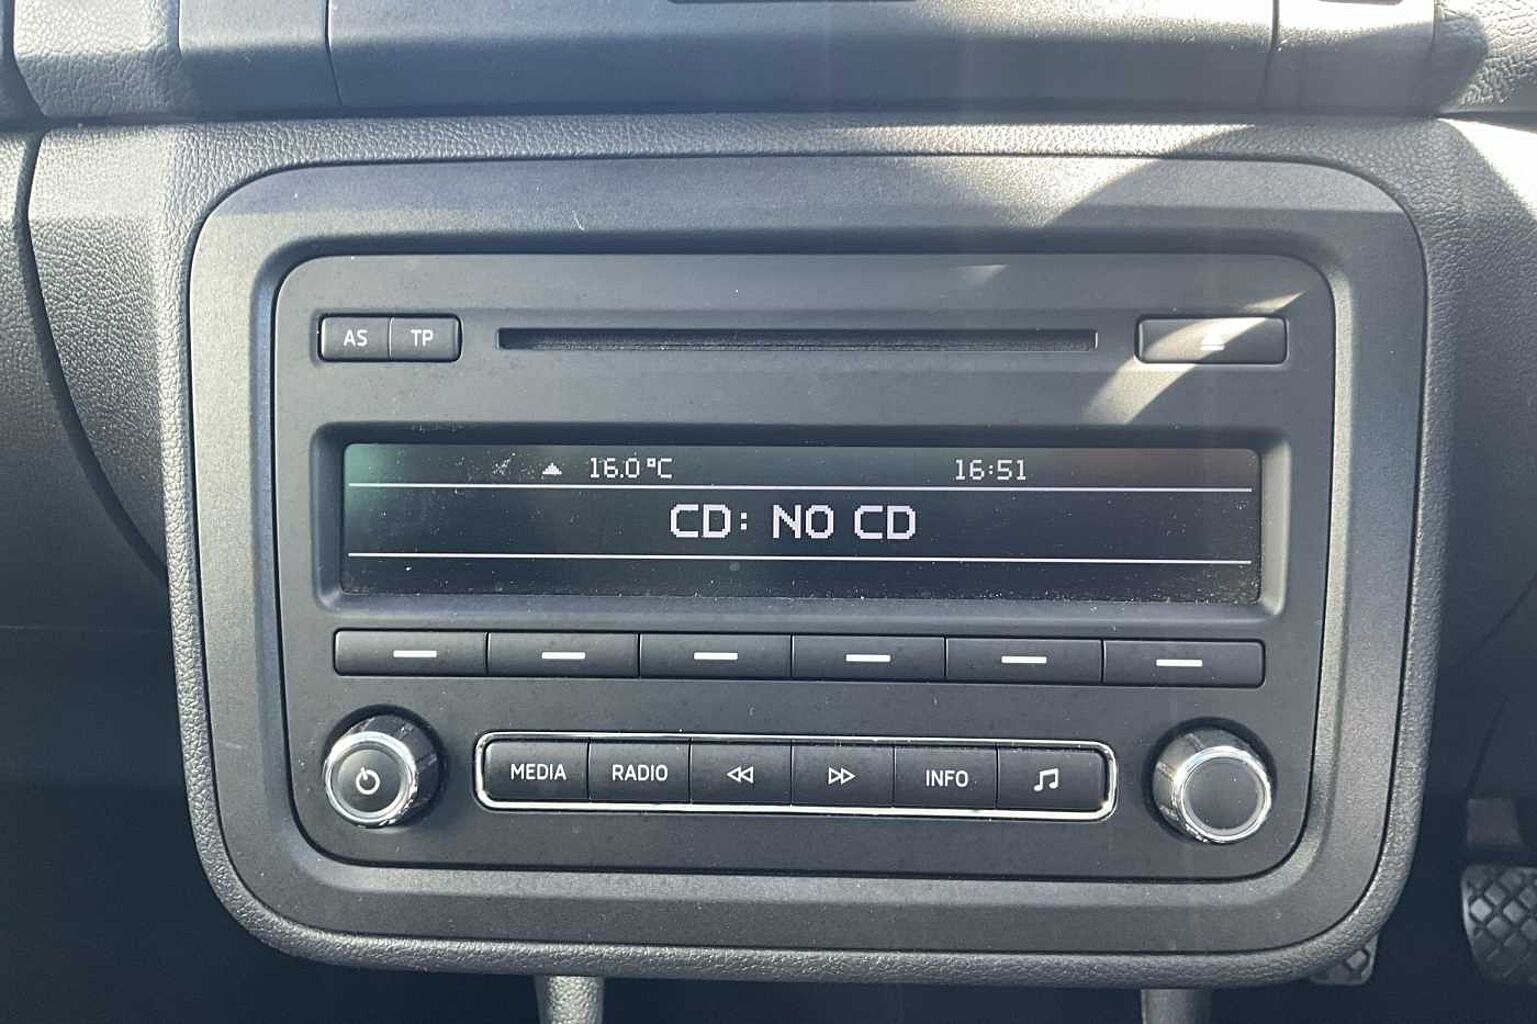 AS TP
16.0 °C 16:51
CD: NO CD
MEDIA RADIO INFO